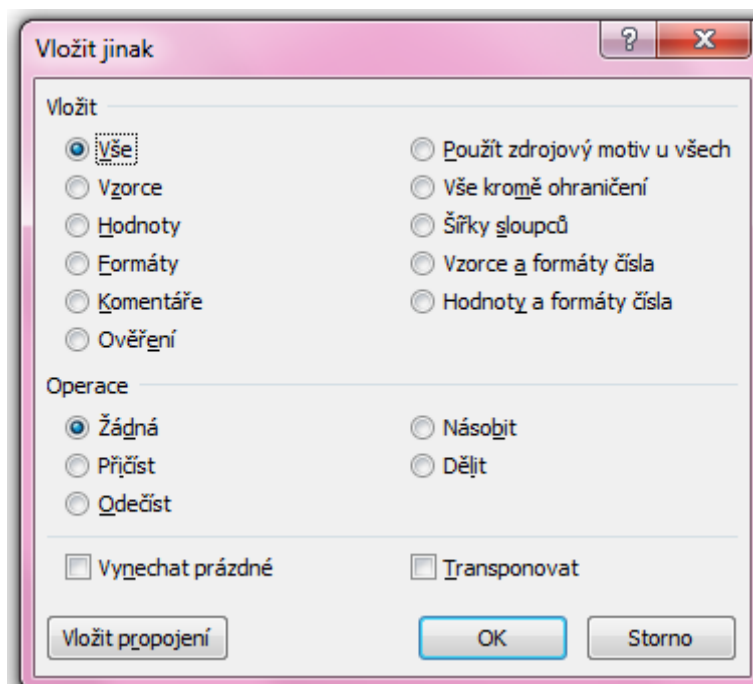 Vložit jinak
Vložit
Vše
Použít zdrojový motiv u všech
Vzorce
Vše kromě ohraničení
Hodnoty
Šířky sloupců
Formáty
Vzorce a formáty čísla
Komentáře
Hodnoty a formáty čísla
Ověření
Operace
Žádná
Násobit
Přičíst
Dělit
Odečíst
Vynechat prázdné
Transponovat
Vložit propojení
OK
Storno